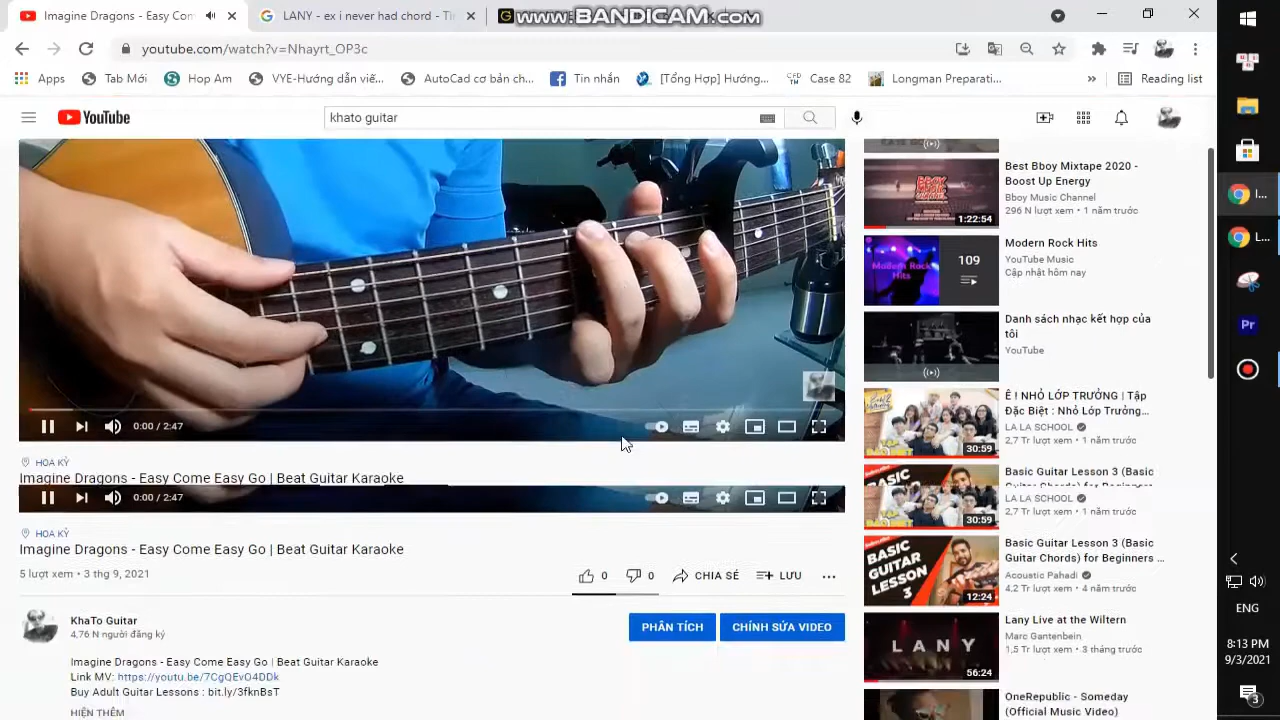 Imagine Dragons - Easy Com
LANY - ex i never had chord - Ti
WWW.BANDICAM.COM
youtube.com/watch?v=Nhayrt_OP3c
Apps
Tab Mới
Hop Am
VYE-Hướng dẫn viế...
AutoCad cơ bản ch...
Tin nhắn
[Tổng Hợp] Hướng...
Case 82
Longman Preparati...
»
Reading list
YouTube
khato guitar
0:00 / 2:47
HOA KỲ
Imagine Dragons - Easy Come Easy Go | Beat Guitar Karaoke
0:00 / 2:47
HOA KỲ
Imagine Dragons - Easy Come Easy Go | Beat Guitar Karaoke
5 lượt xem • 3 thg 9, 2021
0
0
CHIA SẺ
LƯU
KhaTo Guitar
4,76 N người đăng ký
PHÂN TÍCH
CHỈNH SỬA VIDEO
Imagine Dragons - Easy Come Easy Go | Beat Guitar Karaoke
Link MV: https://youtu.be/7CgQEvO4DB8
Buy Adult Guitar Lessons : bit.ly/3fknBsT
HIỆN THÊM
BBOY MUSIC CHANNEL
1:22:54
Best Bboy Mixtape 2020 -
Boost Up Energy
Bboy Music Channel
296 N lượt xem • 1 năm trước
Modern Rock Hits
109
Modern Rock Hits
YouTube Music
Cập nhật hôm nay
Danh sách nhạc kết hợp của
tôi
YouTube
30:59
Ê ! NHỎ LỚP TRƯỞNG | Tập
Đặc Biệt : Nhỏ Lớp Trưởng...
LA LA SCHOOL
2,7 Tr lượt xem • 1 năm trước
Basic Guitar Lesson 3 (Basic
30:59
LA LA SCHOOL
2,7 Tr lượt xem • 1 năm trước
BASIC GUITAR LESSON 3
12:24
Basic Guitar Lesson 3 (Basic
Guitar Chords) for Beginners ...
Acoustic Pahadi
4,2 Tr lượt xem • 4 năm trước
LANY
56:24
Lany Live at the Wiltern
Marc Gantenbein
1,5 Tr lượt xem • 3 tháng trước
OneRepublic - Someday
(Official Music Video)
I...
L...
Pr
ENG
8:13 PM
9/3/2021
3